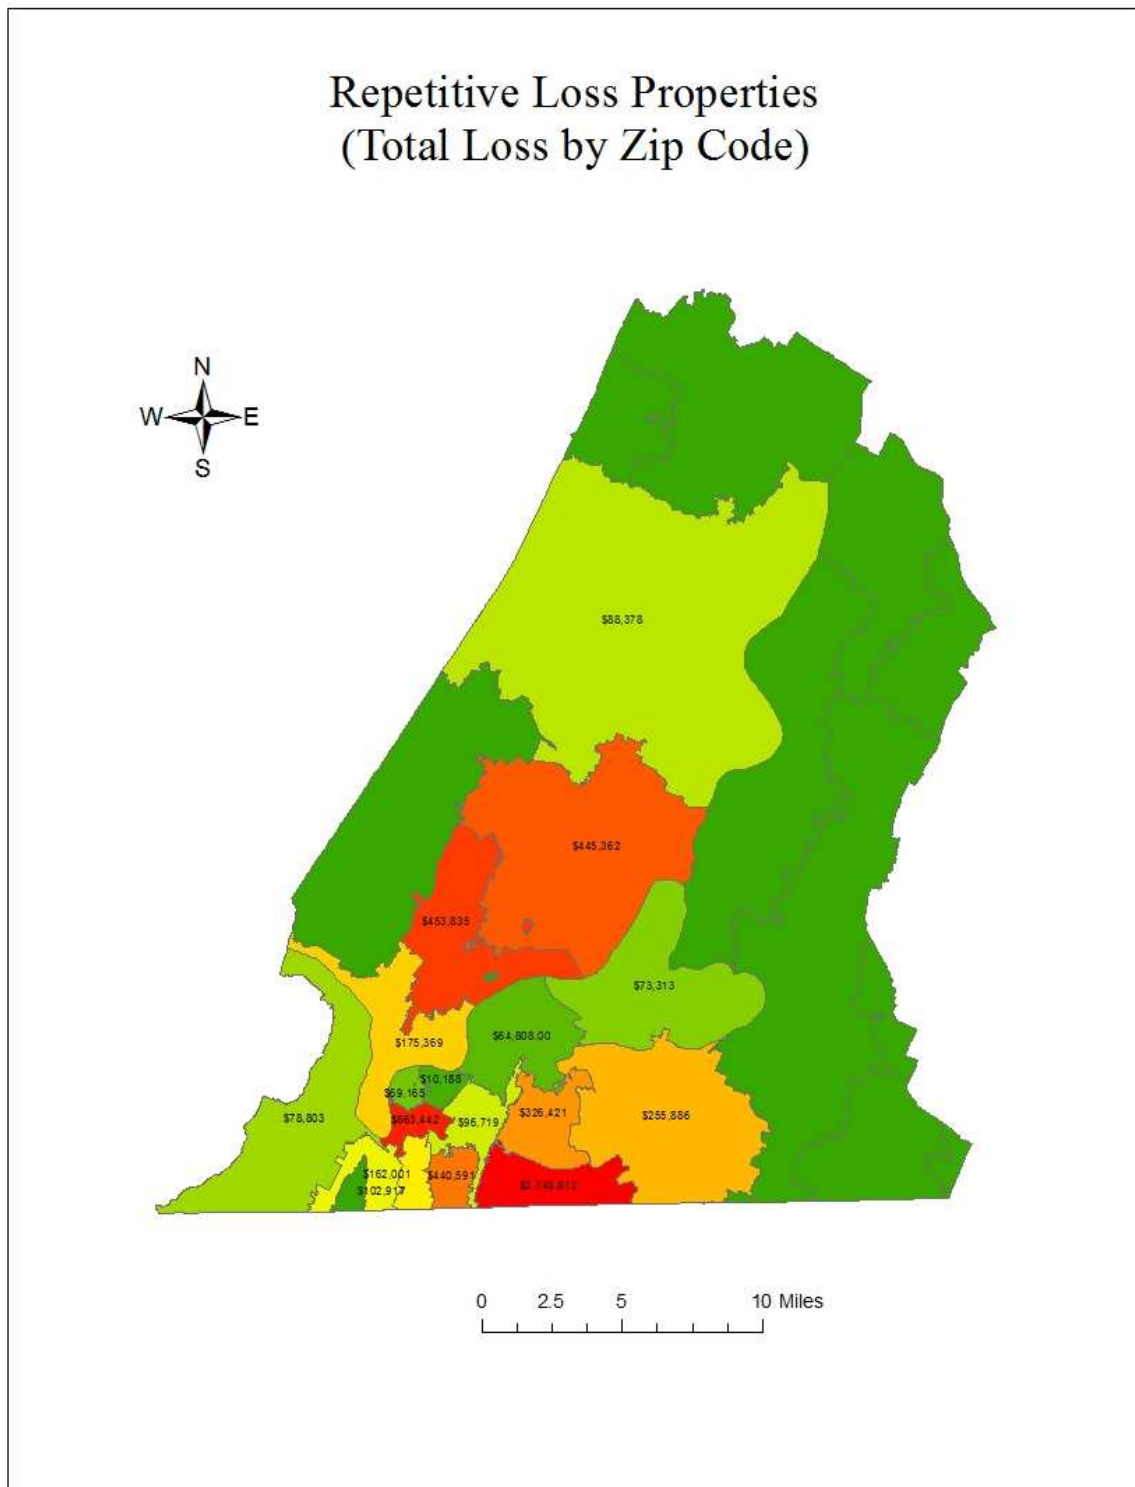 Repetitive Loss Properties
(Total Loss by Zip Code)
N
W E
S
$88,378
$445,362
$453,835
$73,313
$64,808.00
$175,369
$10,188
$69,165
$326,421
$255,886
$78,803
$96,719
$162,001
$440,591
$102,917
0 2.5 5 10 Miles